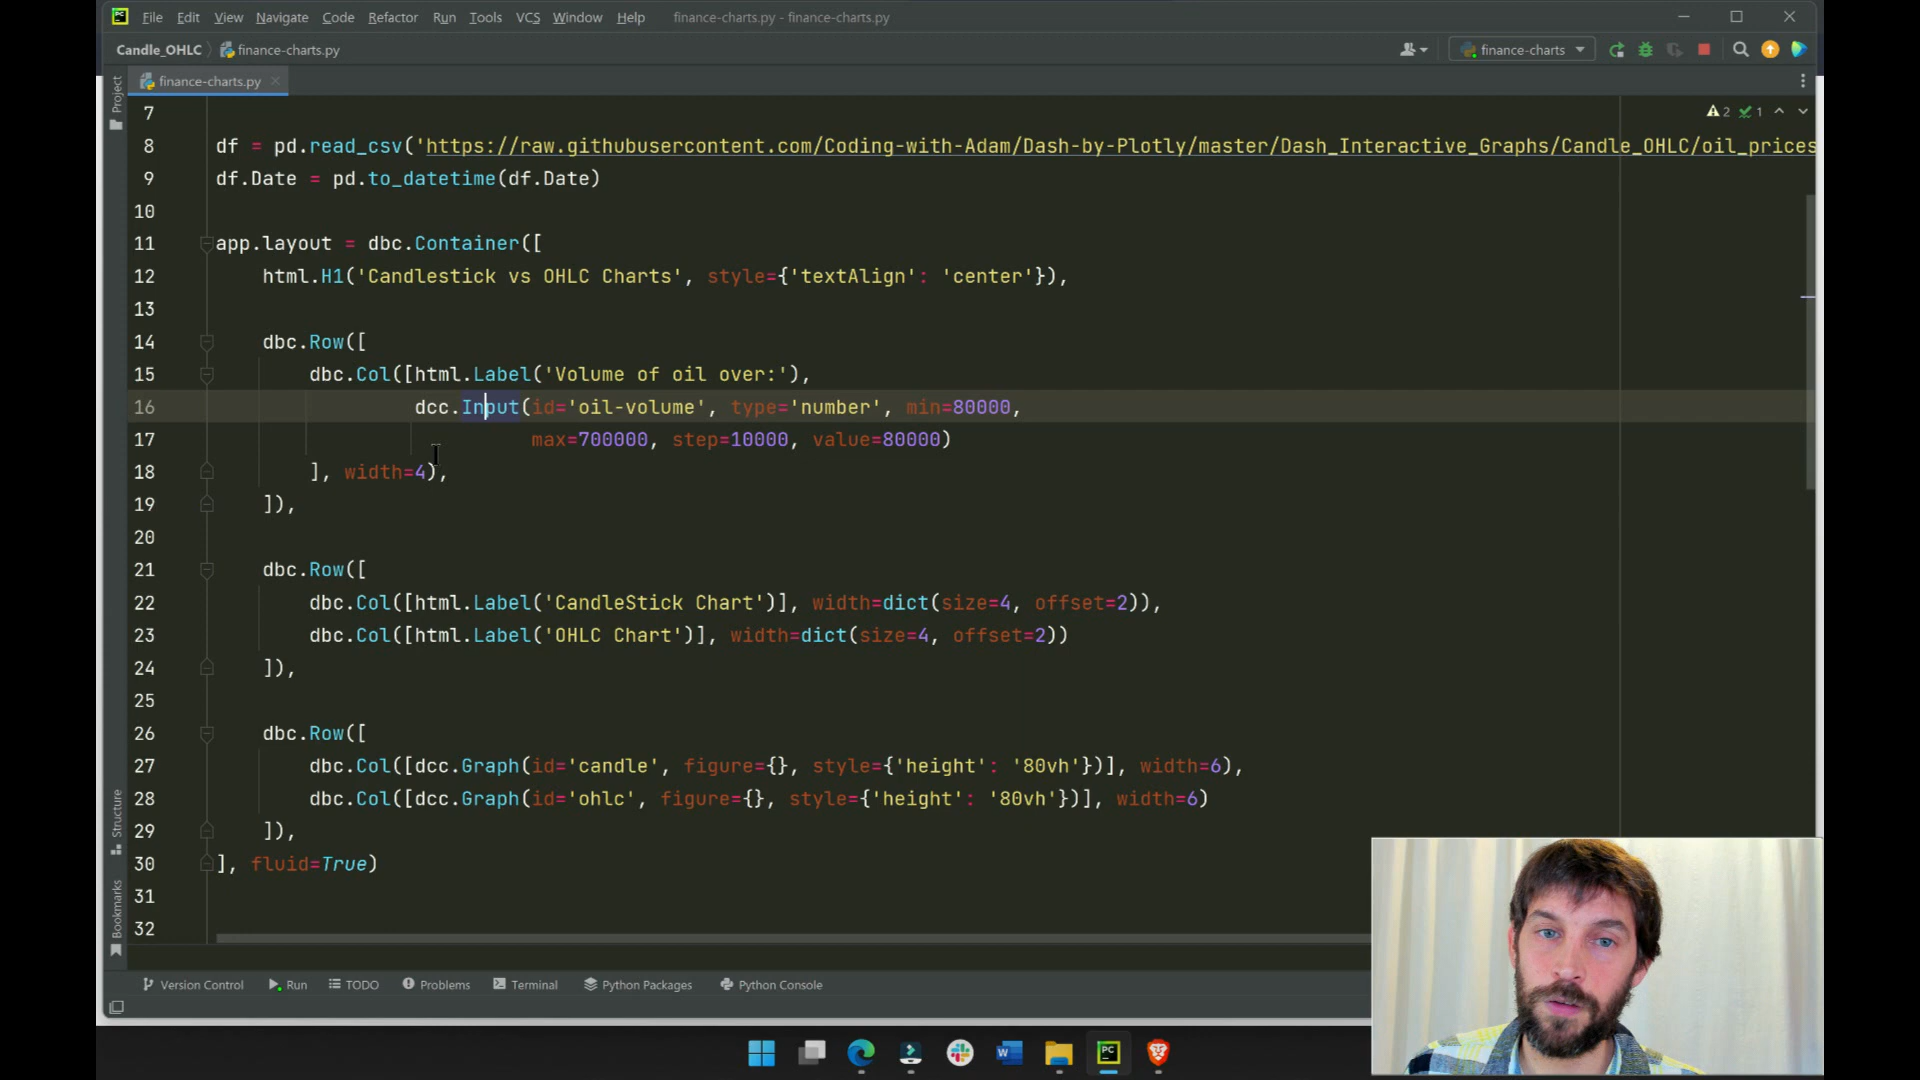 File Edit View Navigate Code Refactor Run Tools VCS Window Help finance-charts.py - finance-charts.py
Candle_OHLC finance-charts.py finance-charts
finance-charts.py
Project
2 1
7
8 df = pd.read_csv('https://raw.githubusercontent.com/Coding-with-Adam/Dash-by-Plotly/master/Dash_Interactive_Graphs/Candle_OHLC/oil_prices
9 df.Date = pd.to_datetime(df.Date)
10
11 app.layout = dbc.Container([
12 html.H1('Candlestick vs OHLC Charts', style={'textAlign': 'center'}),
13
14 dbc.Row([
15 dbc.Col([html.Label('Volume of oil over:'),
16 dcc.Input(id='oil-volume', type='number', min=80000,
17 max=700000, step=10000, value=80000)
18 ], width=4),
19 ]),
20
21 dbc.Row([
22 dbc.Col([html.Label('CandleStick Chart')], width=dict(size=4, offset=2)),
23 dbc.Col([html.Label('OHLC Chart')], width=dict(size=4, offset=2))
24 ]),
25
26 dbc.Row([
27 dbc.Col([dcc.Graph(id='candle', figure={}, style={'height': '80vh'})], width=6),
28 dbc.Col([dcc.Graph(id='ohlc', figure={}, style={'height': '80vh'})], width=6)
29 ]),
30 ], fluid=True)
31
32
Structure
Bookmarks
Version Control Run TODO Problems Terminal Python Packages Python Console
PC
W